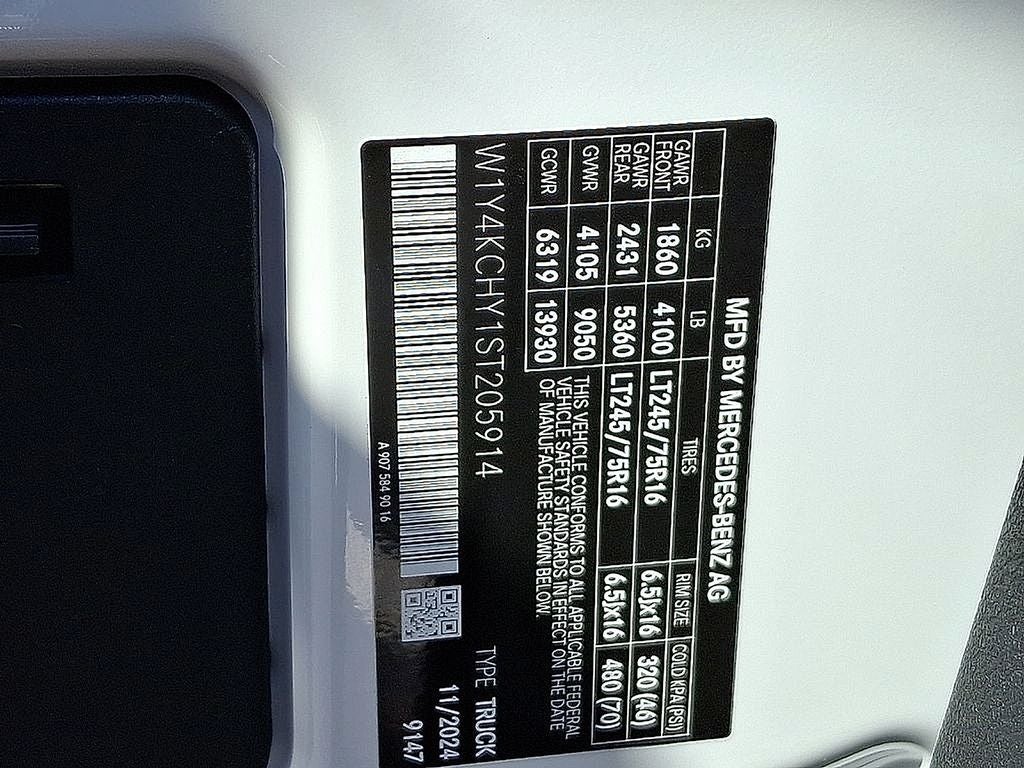 MFD BY MERCEDES-BENZ AG
KG LB TIRES RIM SIZE COLD KPA (PSI)
GAWR FRONT 1860 4100 LT245/75R16 6.5Jx16 320 (46)
GAWR REAR 2431 5360 LT245/75R16 6.5Jx16 480 (70)
GVWR 4105 9050
GCWR 6319 13930
THIS VEHICLE CONFORMS TO ALL APPLICABLE FEDERAL
VEHICLE SAFETY STANDARDS IN EFFECT ON THE DATE
OF MANUFACTURE SHOWN BELOW.
W1Y4KCHY1ST205914
TYPE TRUCK
11/2024
9147
A 907 584 90 16